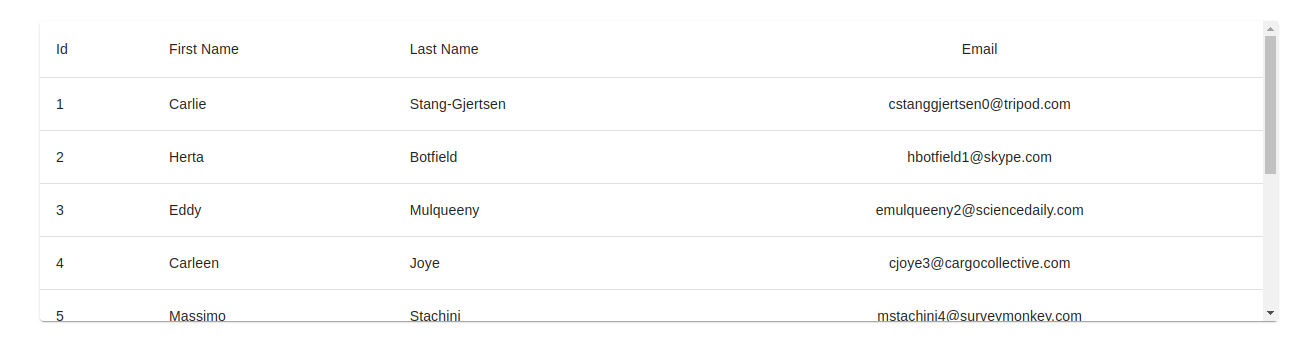 Id First Name Last Name Email
1 Carlie Stang-Gjertsen cstanggjertsen0@tripod.com
2 Herta Botfield hbotfield1@skype.com
3 Eddy Mulqueeny emulqueeny2@sciencedaily.com
4 Carleen Joye cjoye3@cargocollective.com
5 Massimo Stachini mstachini4@surveymonkey.com